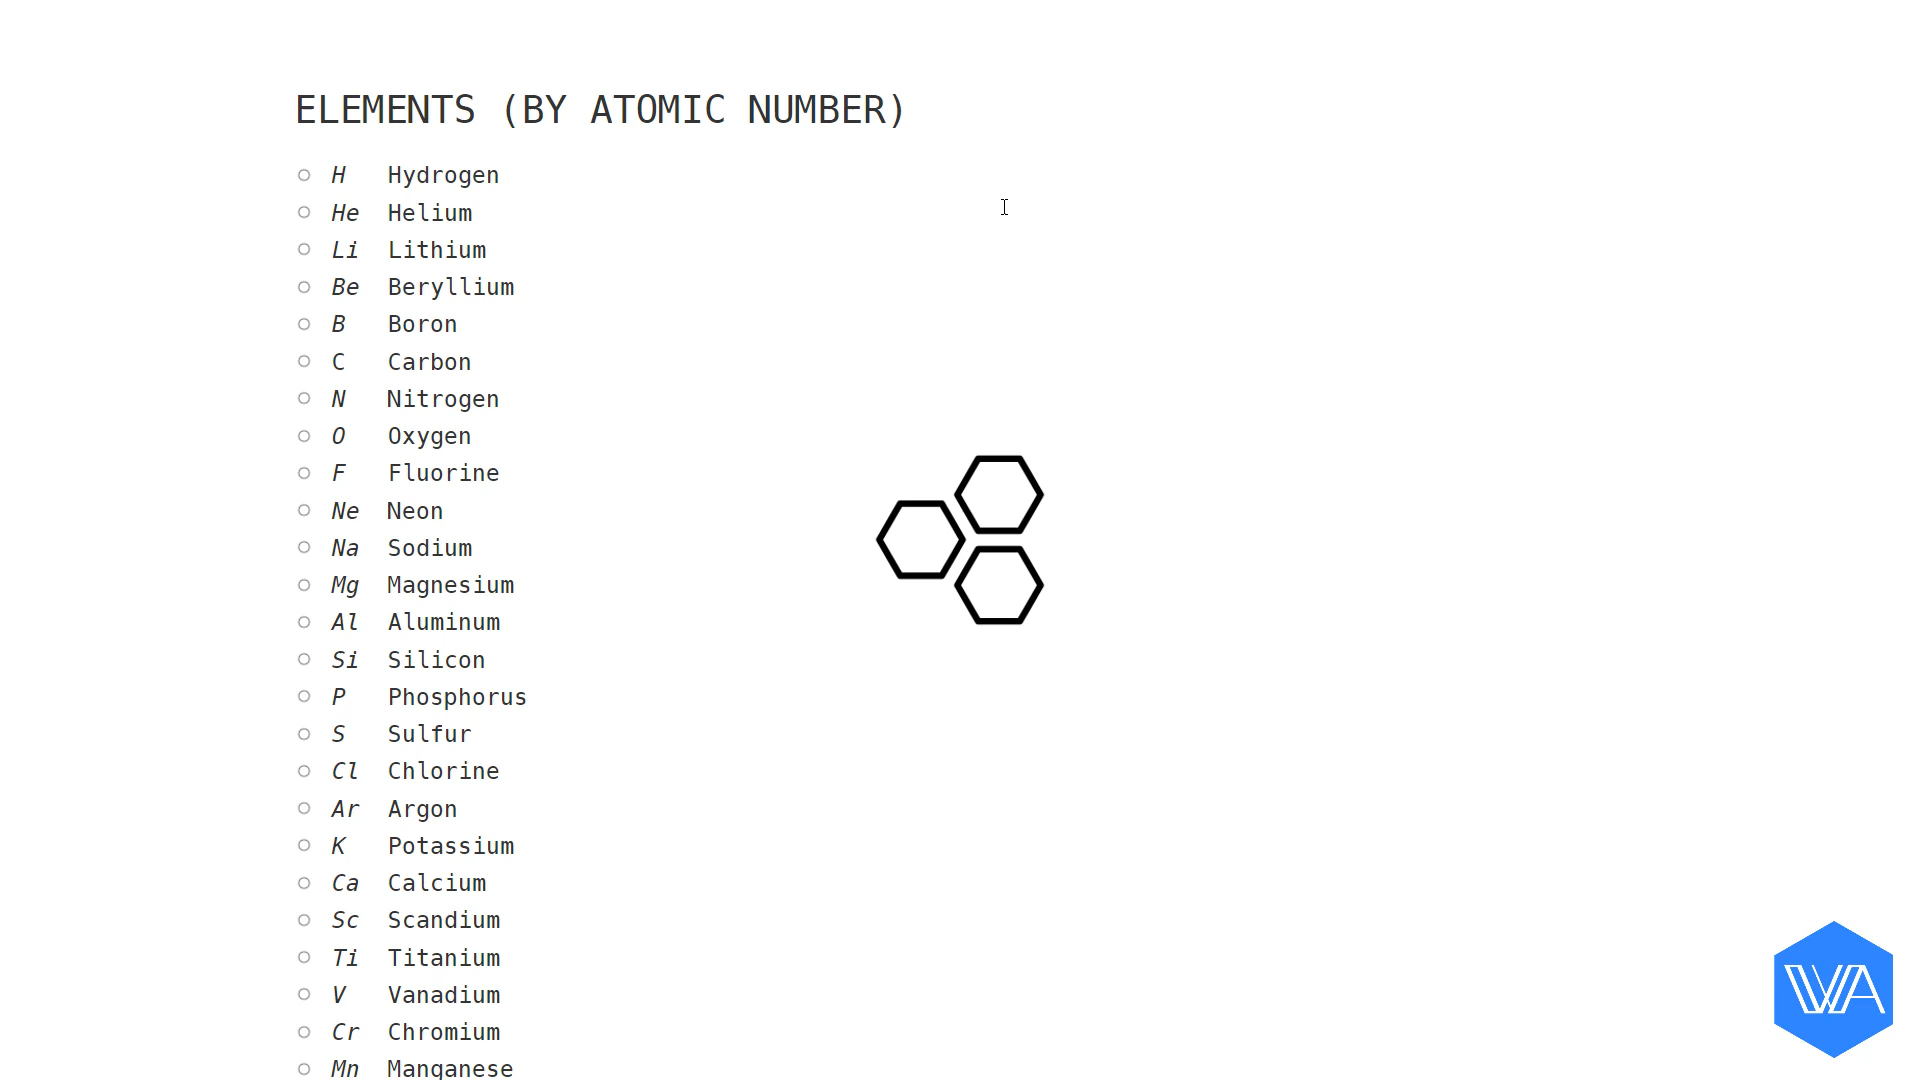 ELEMENTS (BY ATOMIC NUMBER)
H Hydrogen
He Helium
Li Lithium
Be Beryllium
B Boron
C Carbon
N Nitrogen
O Oxygen
F Fluorine
Ne Neon
Na Sodium
Mg Magnesium
Al Aluminum
Si Silicon
P Phosphorus
S Sulfur
Cl Chlorine
Ar Argon
K Potassium
Ca Calcium
Sc Scandium
Ti Titanium
V Vanadium
Cr Chromium
Mn Manganese
VVA